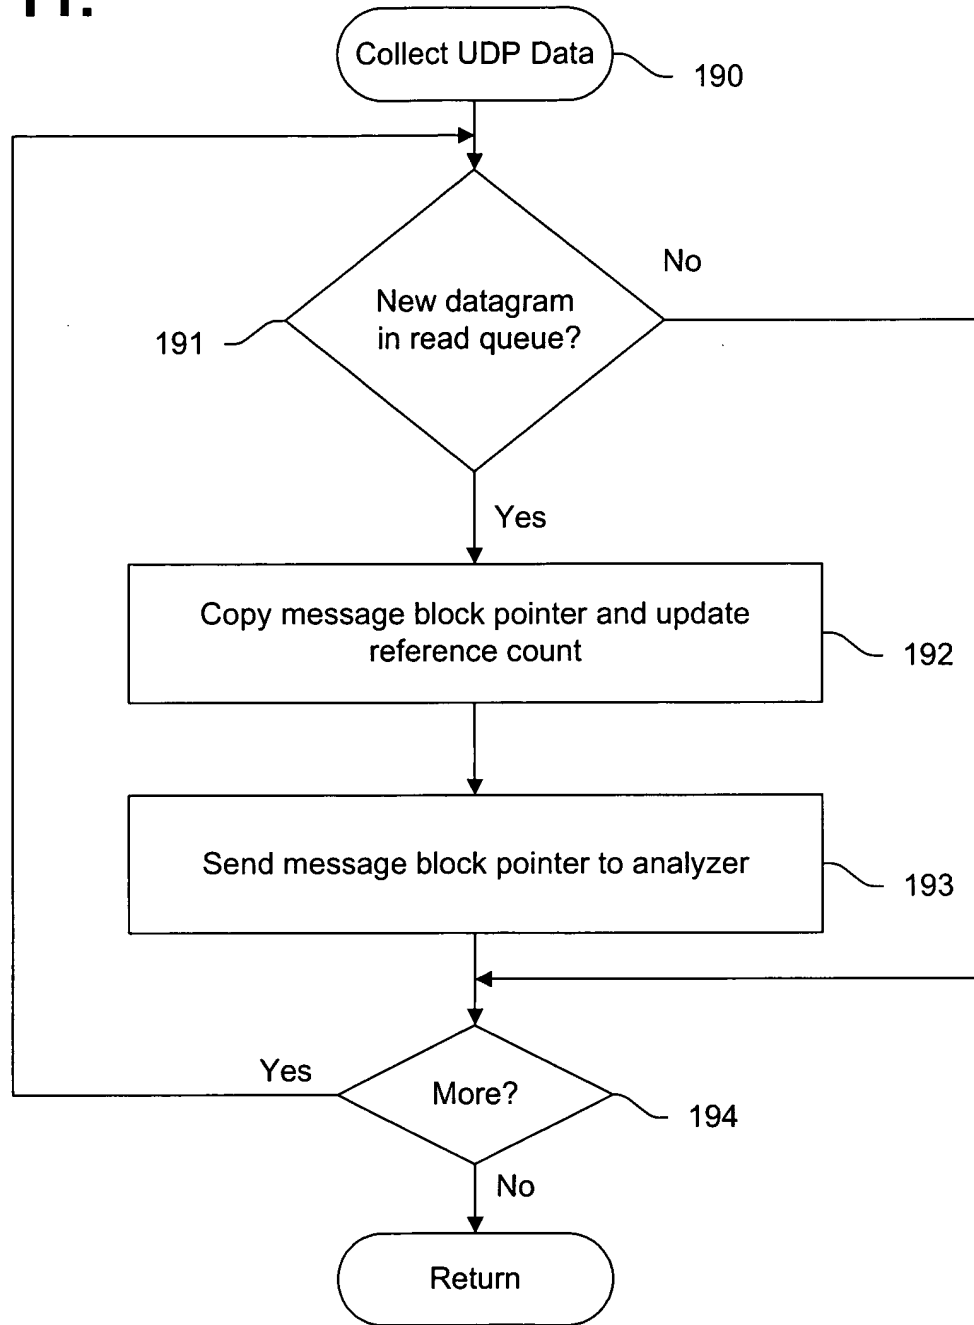 11.
Collect UDP Data
190
No
New datagram
in read queue?
191
Yes
Copy message block pointer and update
reference count
192
Send message block pointer to analyzer
193
Yes
More?
194
No
Return